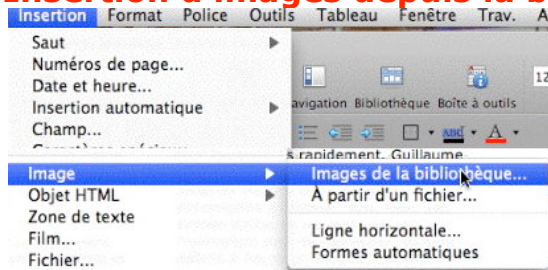 Insertion d'images depuis la b
Insertion Format Police Outils Tableau Fenêtre Trav.
Saut
Numéros de page...
Date et heure...
Insertion automatique
Champ...
avigation Bibliothèque Boîte à outils
12
s rapidement. Guillaume
Image
Objet HTML
Zone de texte
Film...
Fichier...
Images de la bibliothèque...
À partir d'un fichier...
Ligne horizontale...
Formes automatiques